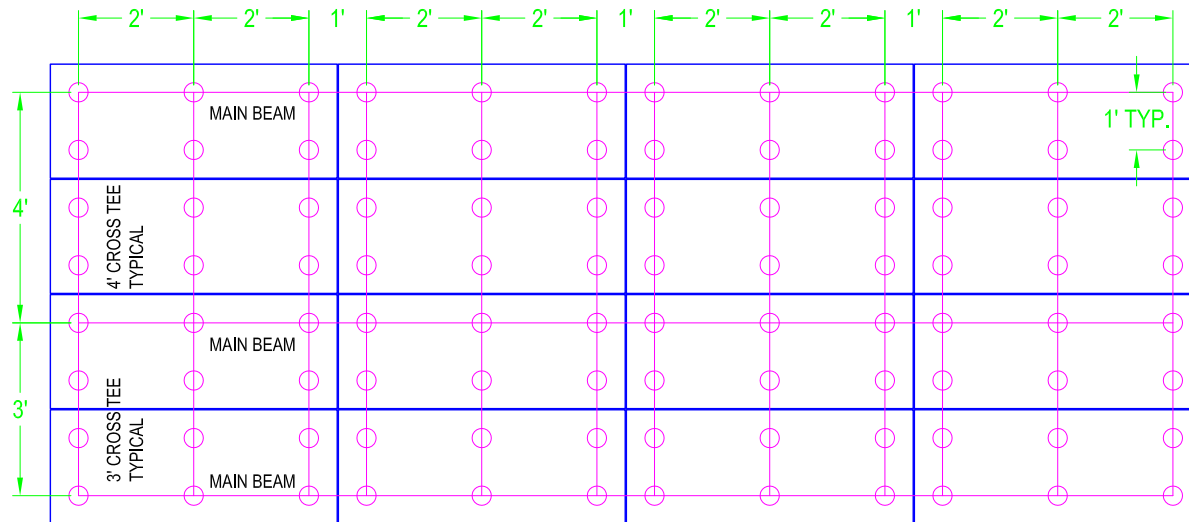 2' 2' 1' 2' 2' 1' 2' 2' 1' 2' 2'
MAIN BEAM
1' TYP.
4'
4' CROSS TEE
TYPICAL
MAIN BEAM
3'
3' CROSS TEE
TYPICAL
MAIN BEAM